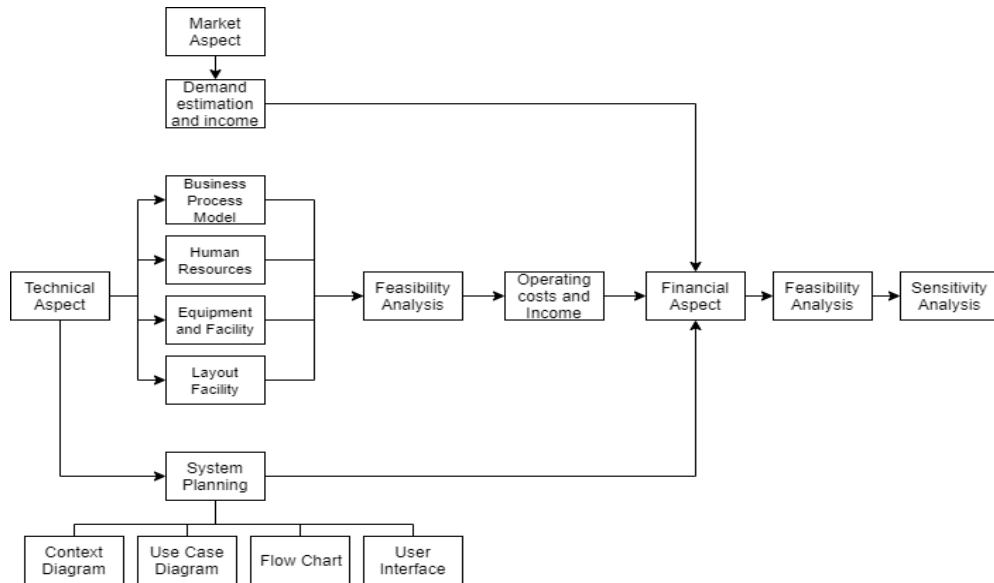 Market
Aspect
Demand
estimation
and income
Business
Process
Model
Human
Resources
Technical
Aspect
Equipment
and Facility
Layout
Facility
Feasibility
Analysis
Operating
costs and
Income
Financial
Aspect
Feasibility
Analysis
Sensitivity
Analysis
System
Planning
Context
Diagram
Use Case
Diagram
Flow Chart
User
Interface